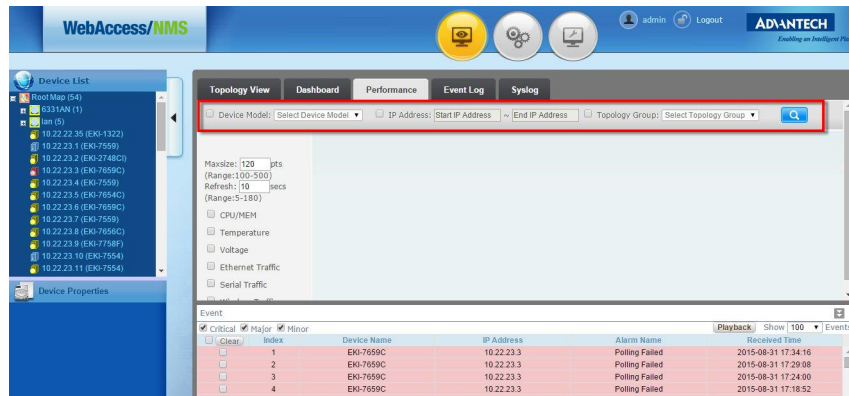 WebAccess/NMS
admin
Logout
ADVANTECH
Enabling an Intelligent Pla
Device List
Root Map (54)
6331AN (1)
lan (5)
10.22.22.35 (EKI-1322)
10.22.23.1 (EKI-7559)
10.22.23.2 (EKI-2748CI)
10.22.23.3 (EKI-7659C)
10.22.23.4 (EKI-7559)
10.22.23.5 (EKI-7654C)
10.22.23.6 (EKI-7659C)
10.22.23.7 (EKI-7559)
10.22.23.8 (EKI-7656C)
10.22.23.9 (EKI-7758F)
10.22.23.10 (EKI-7554)
10.22.23.11 (EKI-7554)
Device Properties
Topology View Dashboard Performance Event Log Syslog
Device Model: Select Device Model IP Address: Start IP Address ~ End IP Address Topology Group: Select Topology Group
Maxsize: 120 pts
(Range:100-500)
Refresh: 10 secs
(Range:5-180)
CPU/MEM
Temperature
Voltage
Ethernet Traffic
Serial Traffic
Event
Critical Major Minor Playback Show 100 Events
Clear Index Device Name IP Address Alarm Name Received Time
1 EKI-7659C 10.22.23.3 Polling Failed 2015-08-31 17:34:16
2 EKI-7659C 10.22.23.3 Polling Failed 2015-08-31 17:29:08
3 EKI-7659C 10.22.23.3 Polling Failed 2015-08-31 17:24:00
4 EKI-7659C 10.22.23.3 Polling Failed 2015-08-31 17:18:52